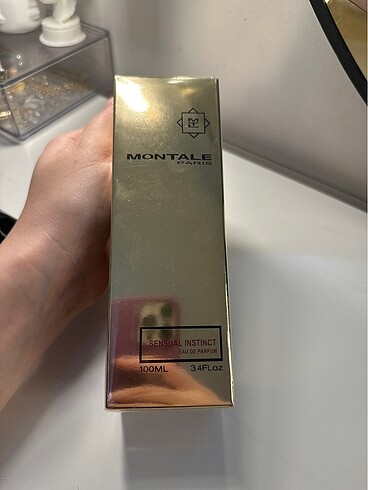 MONTALE
PARIS
SENSUAL INSTINCT
EAU DE PARFUM
100ML 3.4FLoz